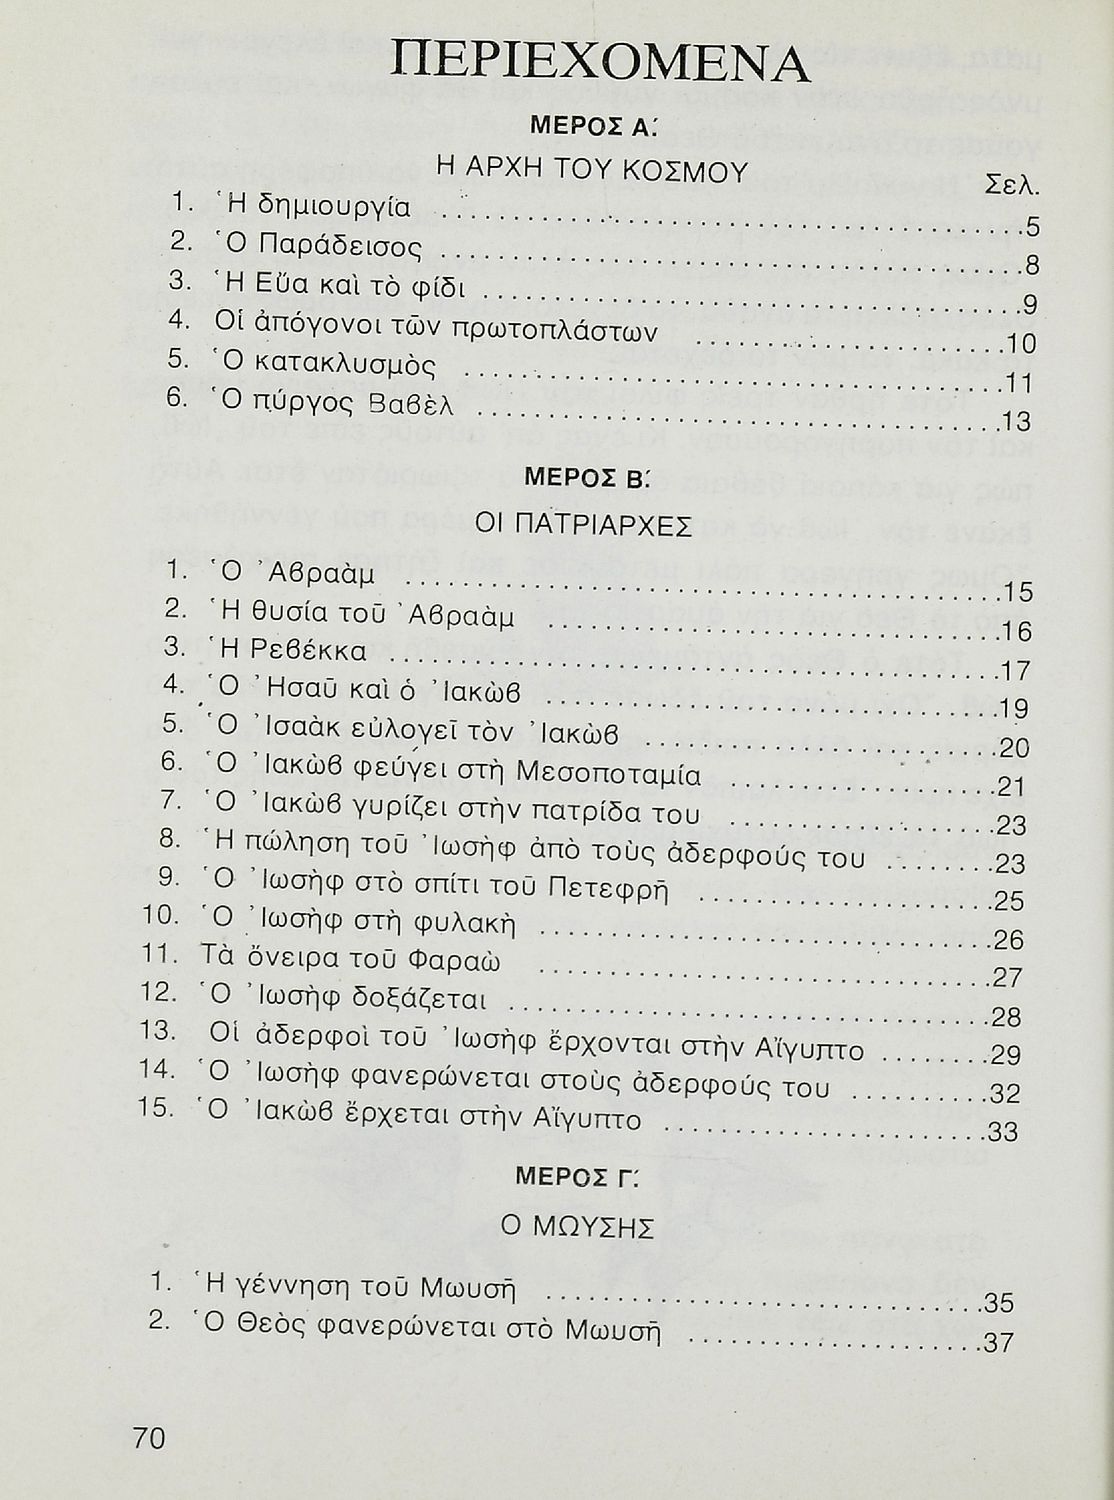 ΠΕΡΙΕΧΟΜΕΝΑ
ΜΕΡΟΣ Α΄.
Η ΑΡΧΗ ΤΟΥ ΚΟΣΜΟΥ
Σελ.
1. Ἡ δημιουργία ........................................5
2. Ὁ Παράδεισος ........................................8
3. Ἡ Εὔα καὶ τὸ φίδι ........................................9
4. Οἱ ἀπόγονοι τῶν πρωτοπλάστων ......................10
5. Ὁ κατακλυσμὸς ......................................11
6. Ὁ πύργος Βαβὲλ ......................................13
ΜΕΡΟΣ Β΄.
ΟΙ ΠΑΤΡΙΑΡΧΕΣ
1. Ὁ Ἀβραὰμ ..........................................15
2. Ἡ θυσία τοῦ Ἀβραὰμ ................................16
3. Ἡ Ρεβέκκα ..........................................17
4. Ὁ Ἠσαῦ καὶ ὁ Ἰακὼβ ................................19
5. Ὁ Ἰσαὰκ εὐλογεῖ τὸν Ἰακὼβ .........................20
6. Ὁ Ἰακὼβ φεύγει στὴ Μεσοποταμία ...................21
7. Ὁ Ἰακὼβ γυρίζει στὴν πατρίδα του ...................23
8. Ἡ πώληση τοῦ Ἰωσὴφ ἀπὸ τοὺς ἀδερφούς του ........23
9. Ὁ Ἰωσὴφ στὸ σπίτι τοῦ Πετεφρῆ .....................25
10. Ὁ Ἰωσὴφ στὴ φυλακὴ ................................26
11. Τὰ ὄνειρα τοῦ Φαραὼ ................................27
12. Ὁ Ἰωσὴφ δοξάζεται ..................................28
13. Οἱ ἀδερφοὶ τοῦ Ἰωσὴφ ἔρχονται στὴν Αἴγυπτο ........29
14. Ὁ Ἰωσὴφ φανερώνεται στοὺς ἀδερφούς του ..........32
15. Ὁ Ἰακὼβ ἔρχεται στὴν Αἴγυπτο .......................33
ΜΕΡΟΣ Γ΄.
Ο ΜΩΥΣΗΣ
1. Ἡ γέννηση τοῦ Μωυσῆ ...............................35
2. Ὁ Θεὸς φανερώνεται στὸ Μωυσῆ .....................37
70